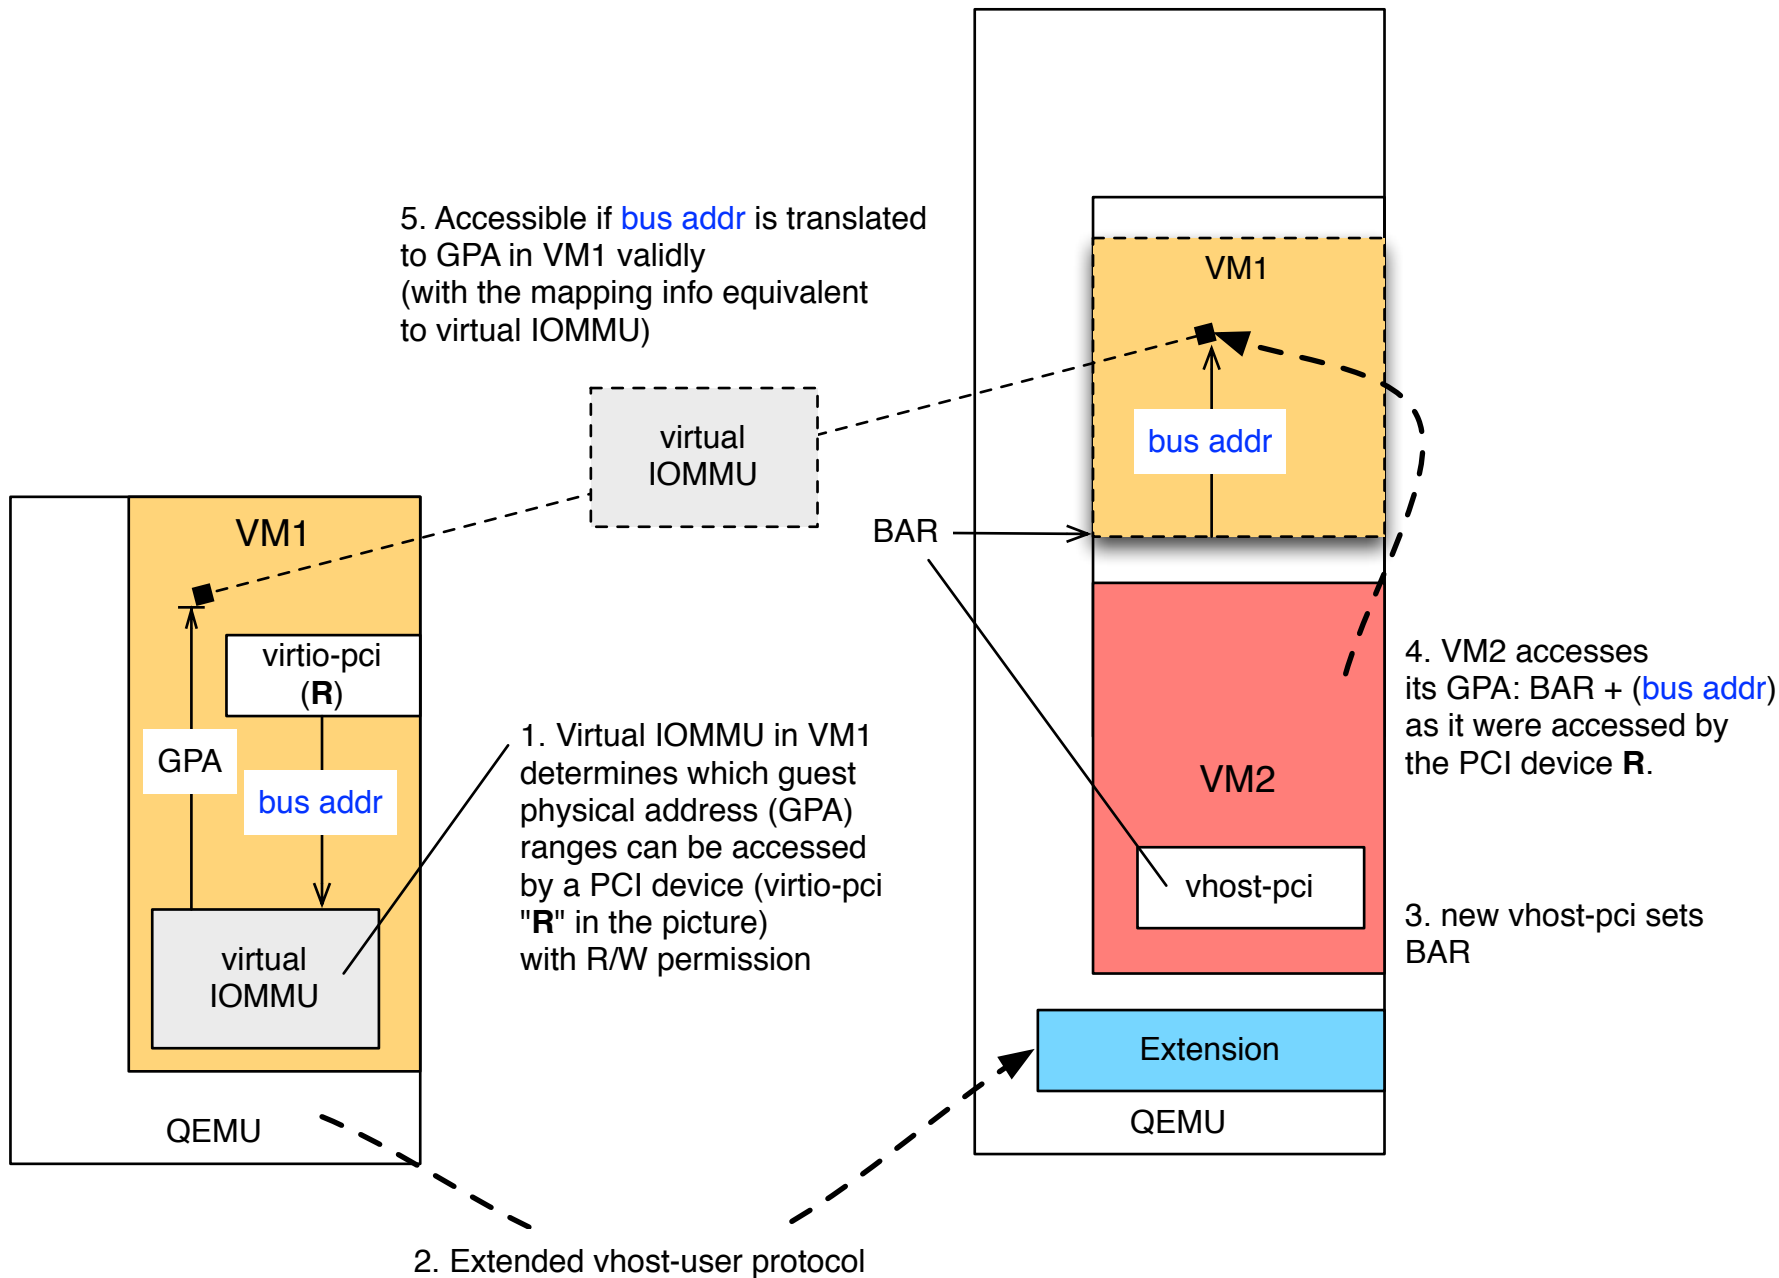 5. Accessible if bus addr is translated
to GPA in VM1 validly
(with the mapping info equivalent
to virtual IOMMU)
VM1
bus addr
virtual
IOMMU
BAR
VM1
virtio-pci
(R)
GPA
bus addr
virtual
IOMMU
QEMU
1. Virtual IOMMU in VM1
determines which guest
physical address (GPA)
ranges can be accessed
by a PCI device (virtio-pci
"R" in the picture)
with R/W permission
4. VM2 accesses
its GPA: BAR + (bus addr)
as it were accessed by
the PCI device R.
VM2
vhost-pci
3. new vhost-pci sets
BAR
Extension
QEMU
2. Extended vhost-user protocol